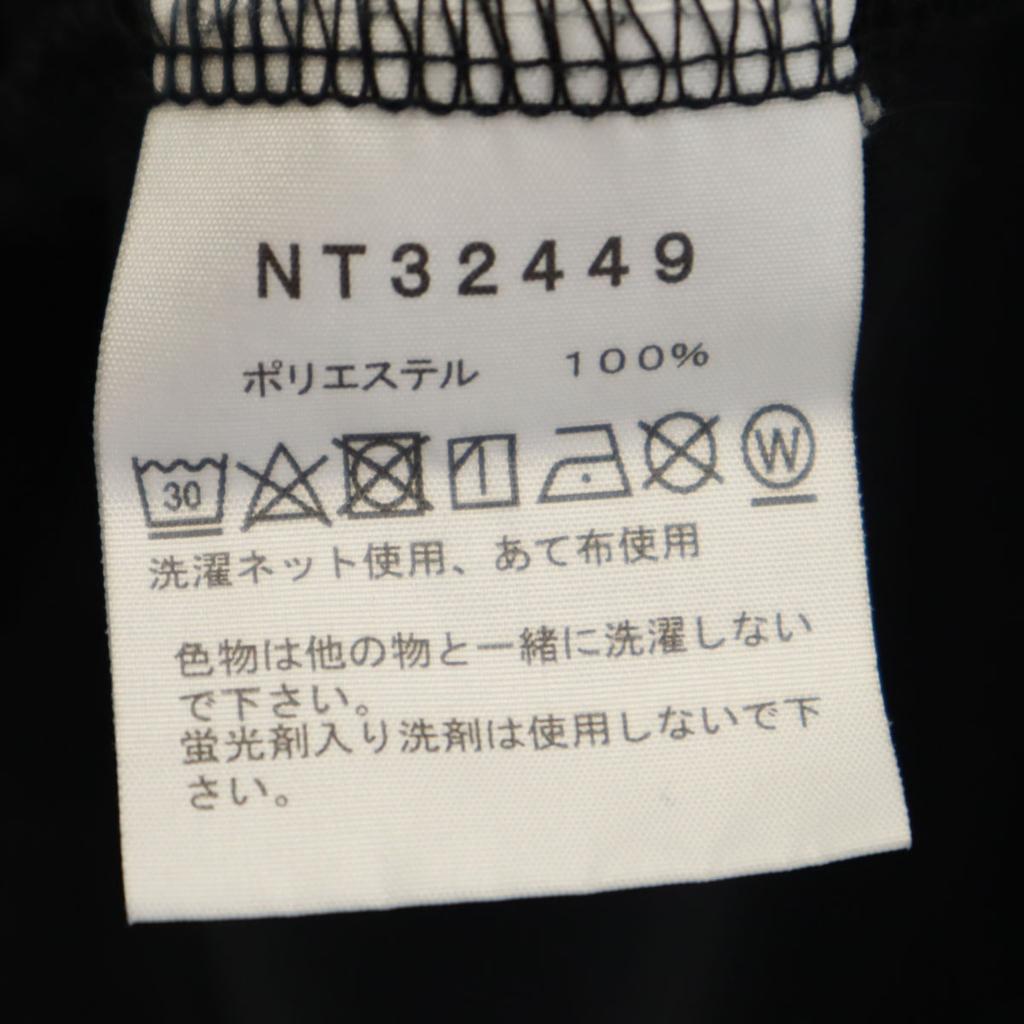 NT32449
ポリエステル 100%
30 W
洗濯ネット使用、あて布使用
色物は他の物と一緒に洗濯しない
で下さい。
蛍光剤入り洗剤は使用しないで下
さい。